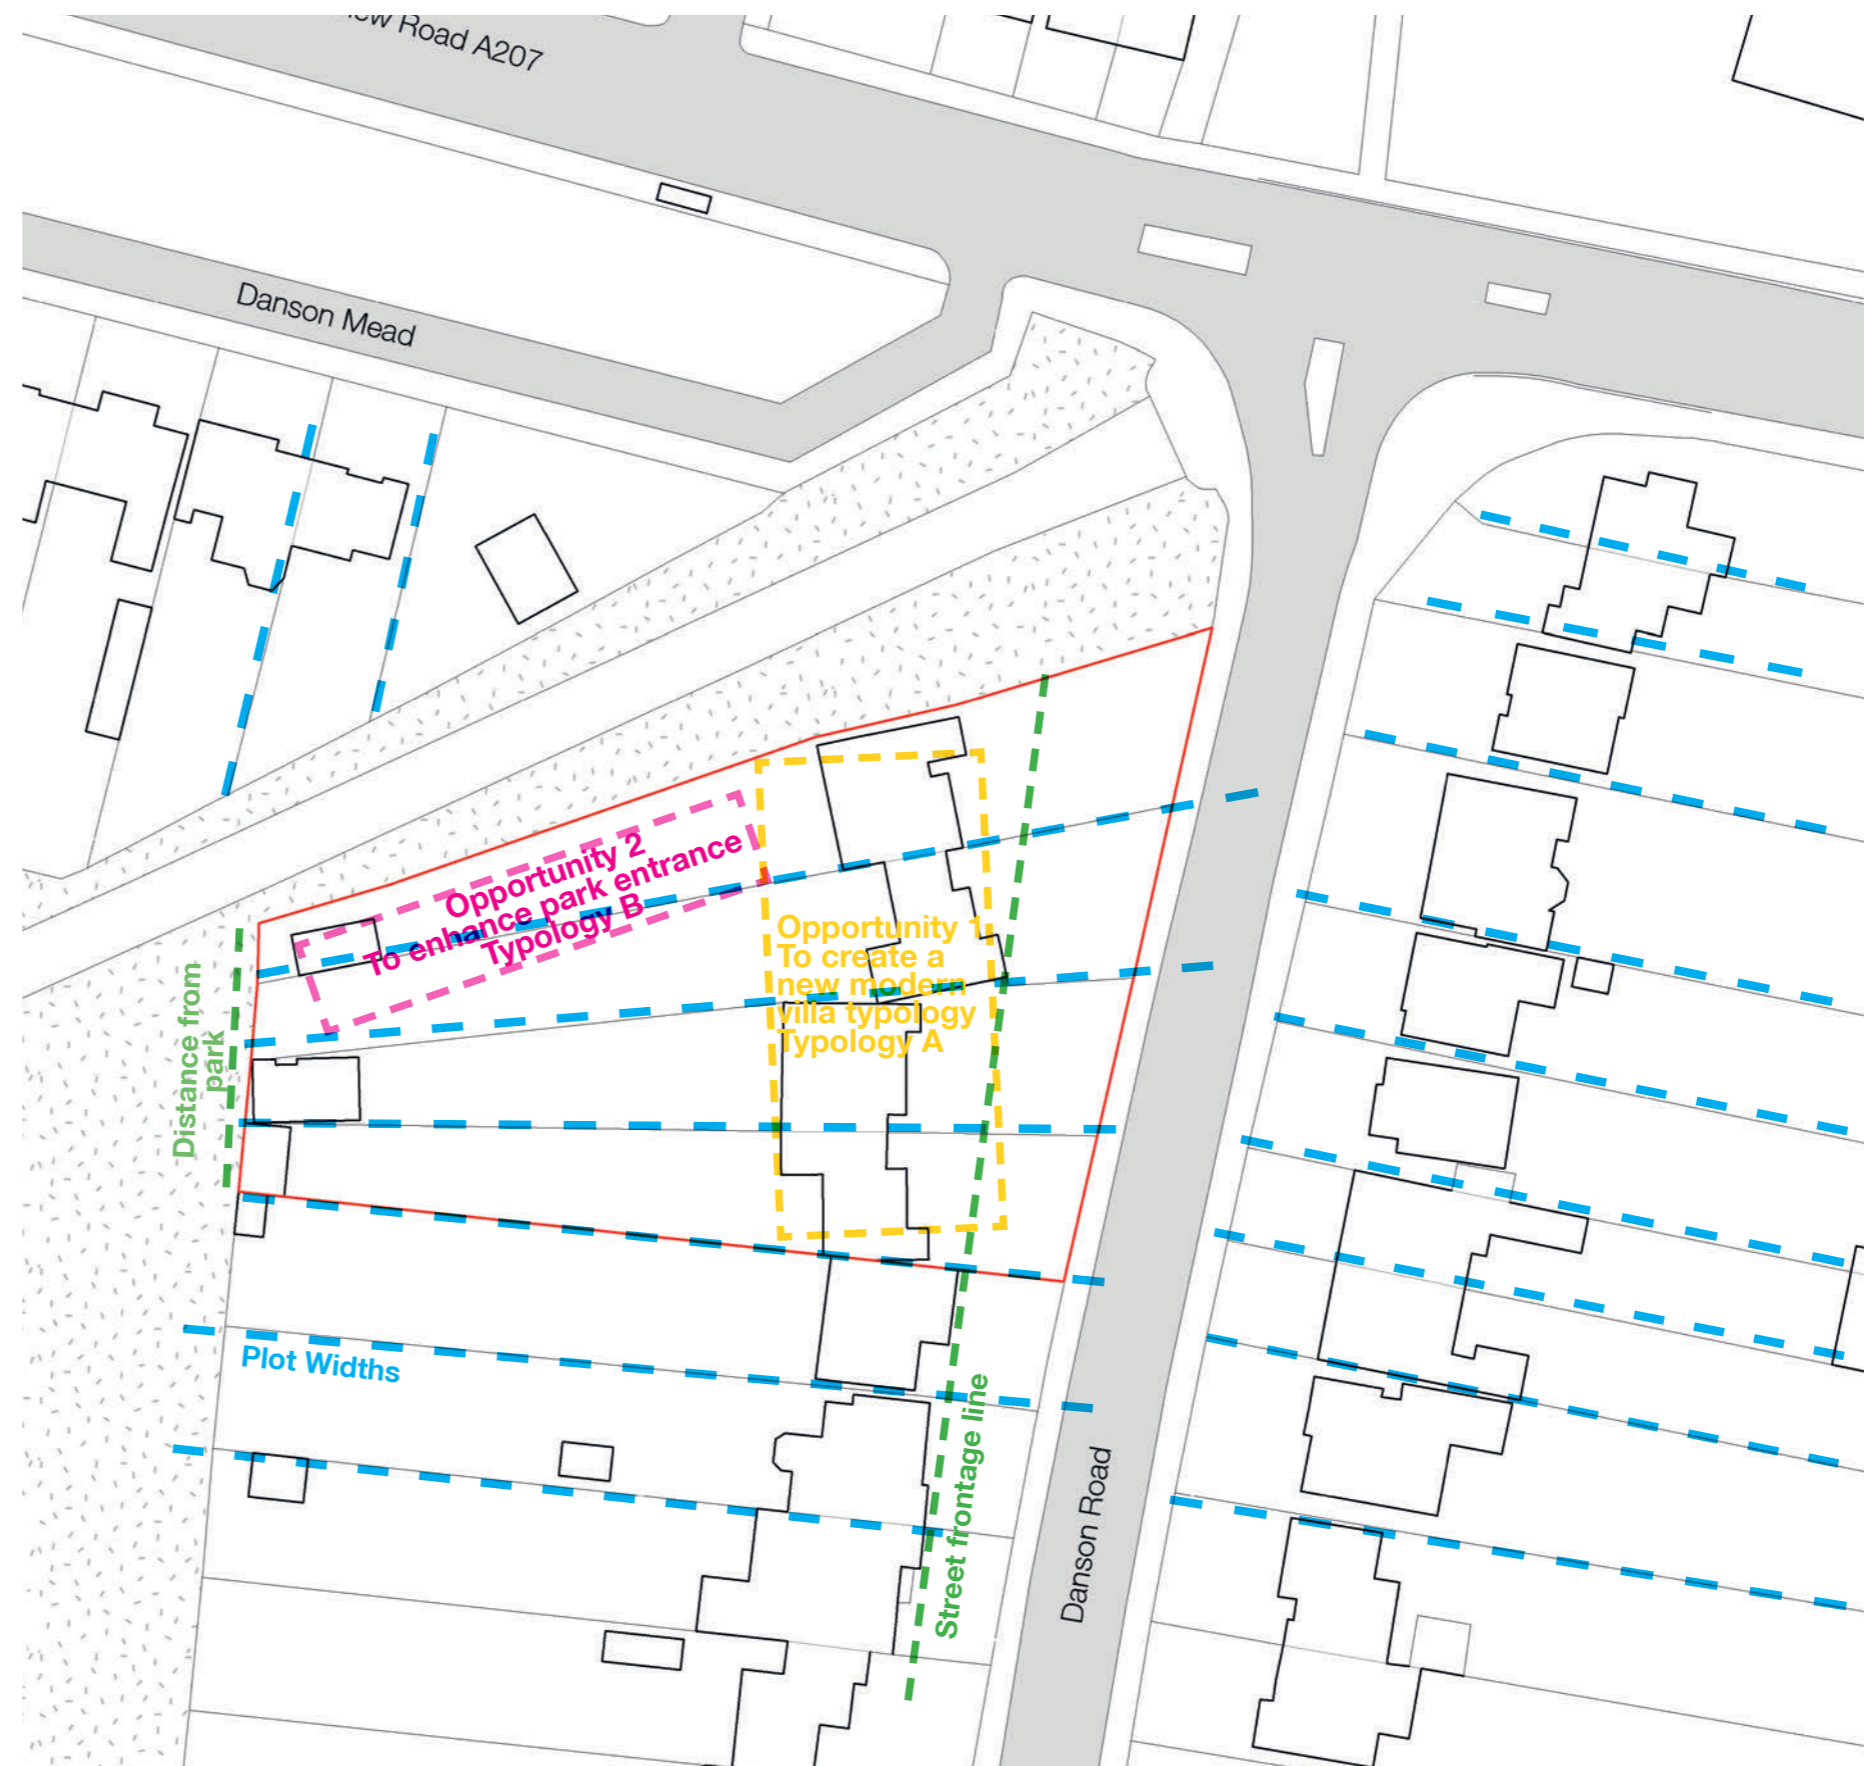 Road A207
Danson Mead
Opportunity 2
To enhance park entrance
Typology B
Opportunity 1
To create a
new modern
villa typology
Typology A
Distance from
park
Plot Widths
Street frontage line
Danson Road